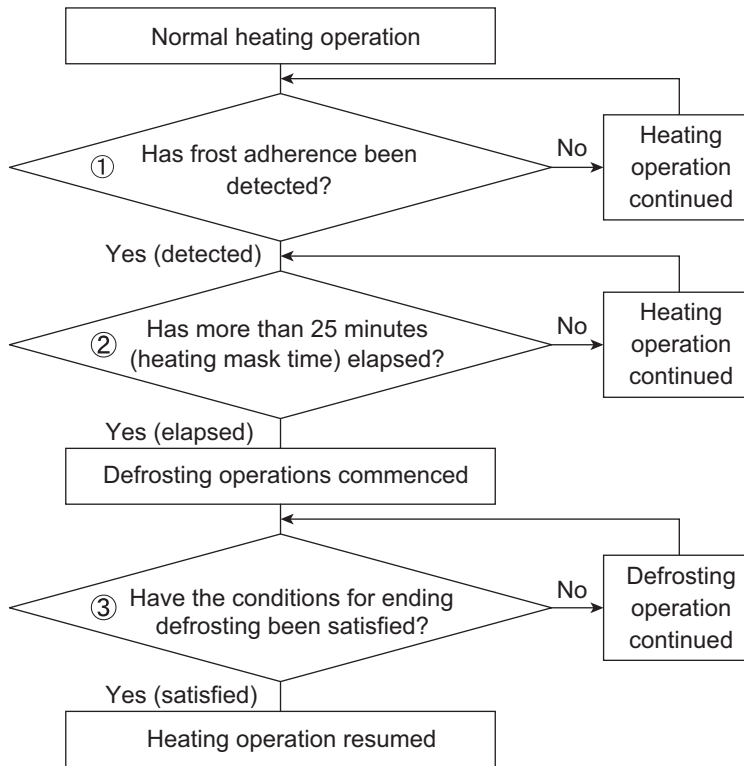 Normal heating operation
① Has frost adherence been
detected?
No
Heating
operation
continued
Yes (detected)
② Has more than 25 minutes
(heating mask time) elapsed?
No
Heating
operation
continued
Yes (elapsed)
Defrosting operations commenced
③ Have the conditions for ending
defrosting been satisfied?
No
Defrosting
operation
continued
Yes (satisfied)
Heating operation resumed